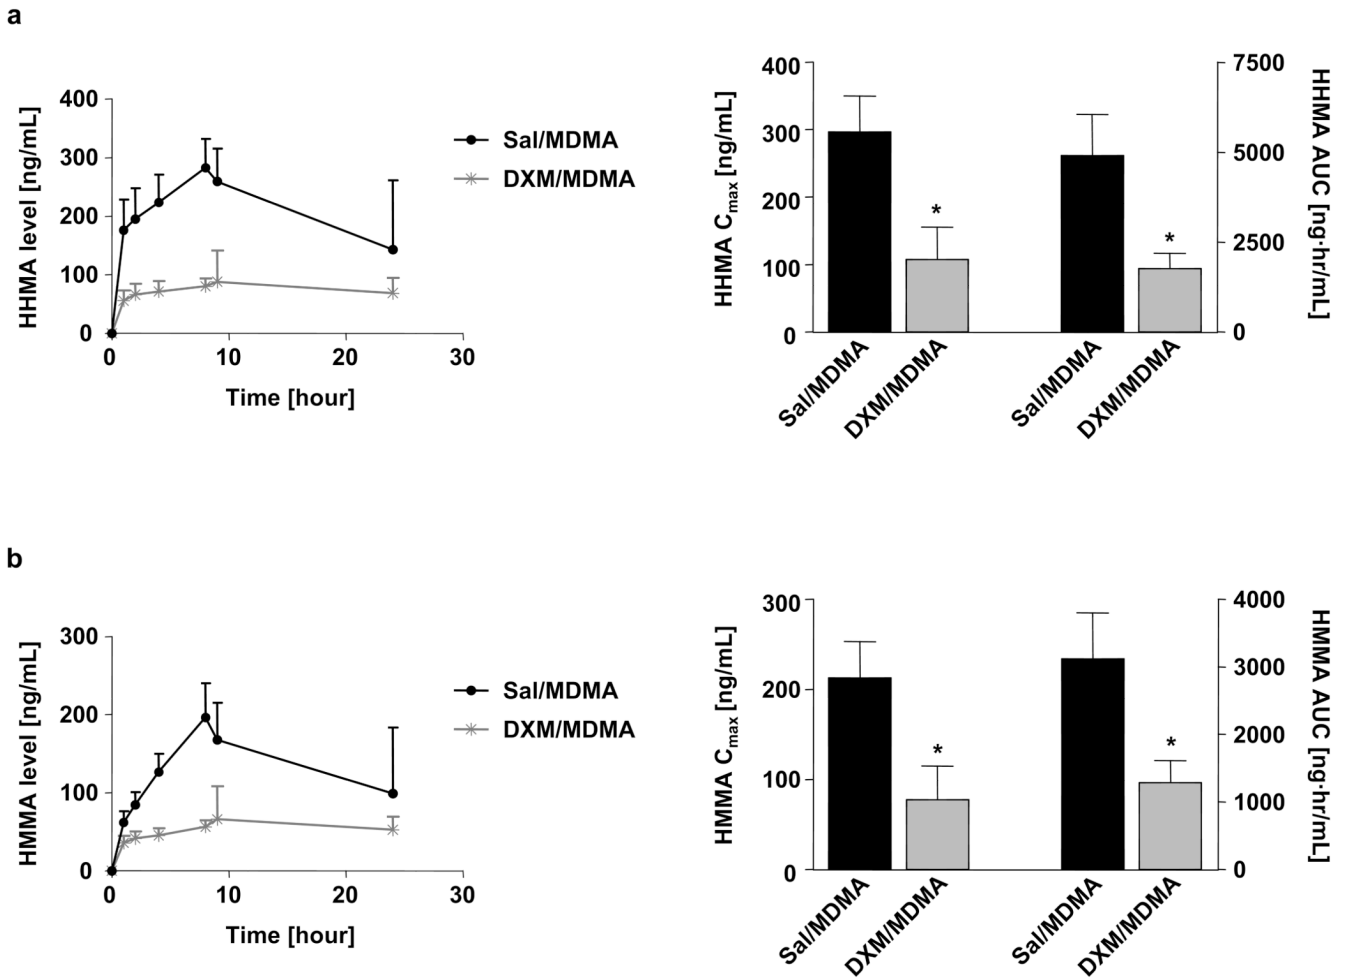 a
HHMA level [ng/mL]
400
300
200
100
0
0 10 20 30
Time [hour]
Sal/MDMA
DXM/MDMA
HHMA Cmax [ng/mL]
400
300
200
100
0
* *
Sal/MDMA DXM/MDMA Sal/MDMA DXM/MDMA
7500
5000
2500
0
HHMA AUC [ng·hr/mL]
b
HMMA level [ng/mL]
300
200
100
0
0 10 20 30
Time [hour]
Sal/MDMA
DXM/MDMA
HMMA Cmax [ng/mL]
300
200
100
0
* *
Sal/MDMA DXM/MDMA Sal/MDMA DXM/MDMA
4000
3000
2000
1000
0
HMMA AUC [ng·hr/mL]